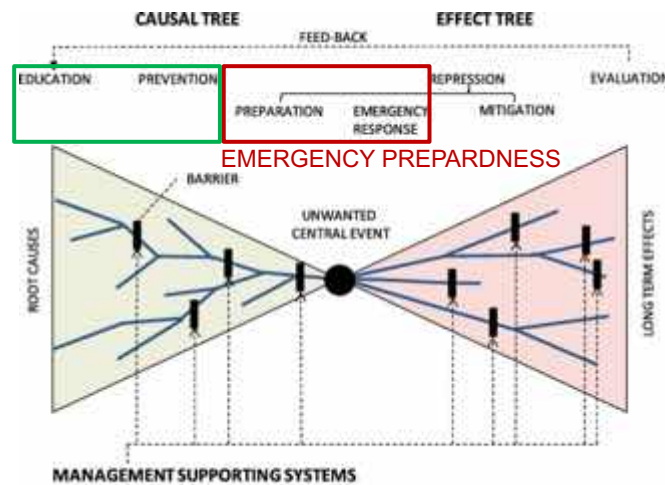 CAUSAL TREE
EFFECT TREE
FEED-BACK
EDUCATION
PREVENTION
REPRESSION
EVALUATION
PREPARATION
EMERGENCY
RESPONSE
MITIGATION
EMERGENCY PREPARDNESS
BARRIER
UNWANTED
CENTRAL EVENT
ROOT CAUSES
LONG TERM EFFECTS
MANAGEMENT SUPPORTING SYSTEMS